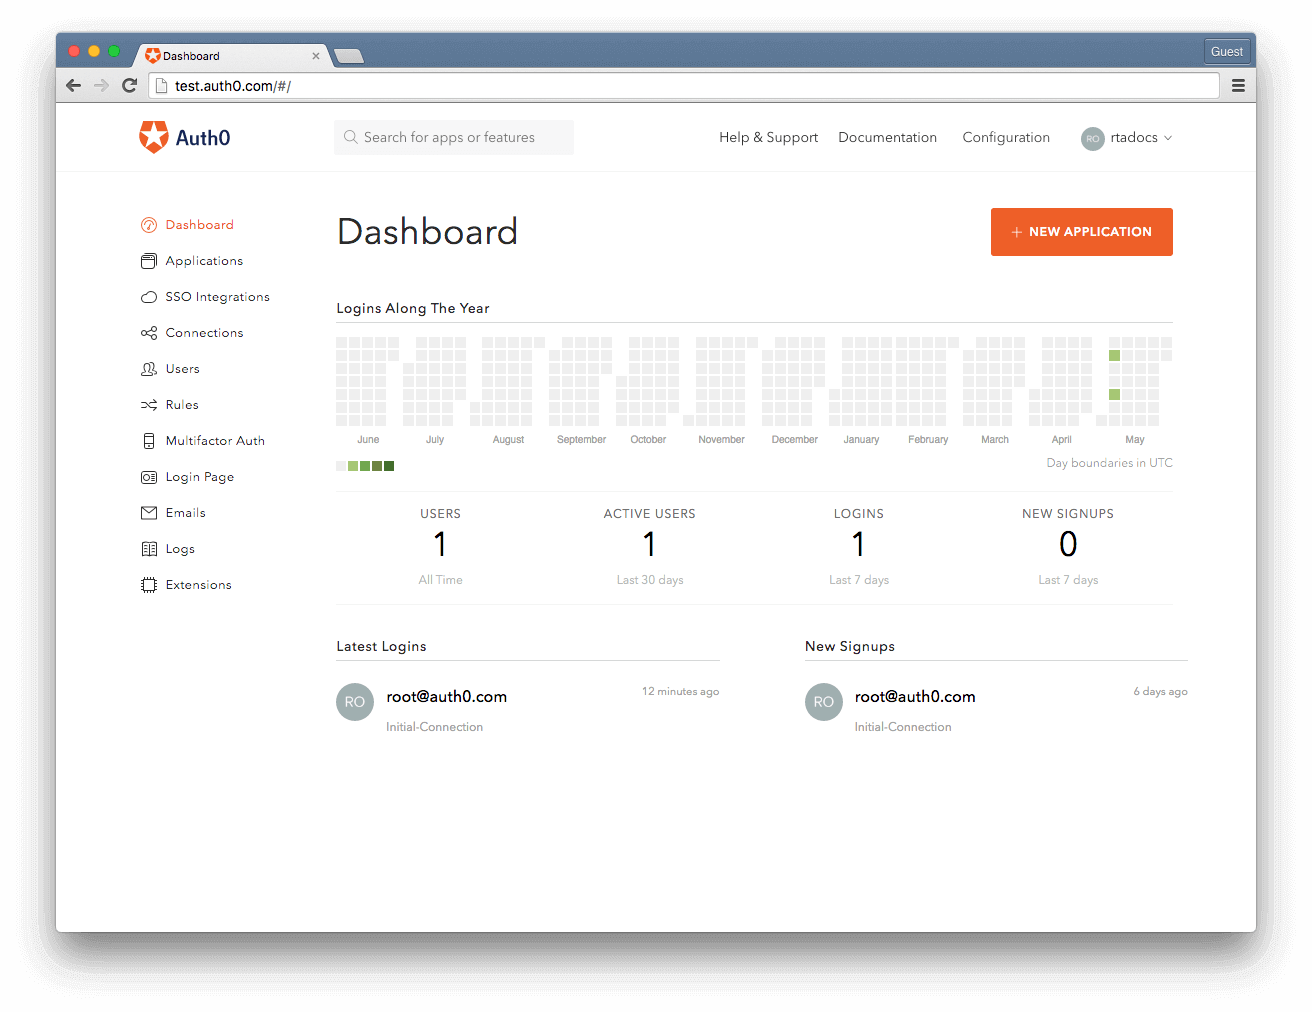 Dashboard
Guest
test.auth0.com/#/
Auth0
Search for apps or features
Help & Support
Documentation
Configuration
RO
rtadocs
Dashboard
Applications
SSO Integrations
Connections
Users
Rules
Multifactor Auth
Login Page
Emails
Logs
Extensions
Dashboard
+ NEW APPLICATION
Logins Along The Year
June July August September October November December January February March April May
Day boundaries in UTC
USERS
1
All Time
ACTIVE USERS
1
Last 30 days
LOGINS
1
Last 7 days
NEW SIGNUPS
0
Last 7 days
Latest Logins
RO
root@auth0.com
12 minutes ago
Initial-Connection
New Signups
RO
root@auth0.com
6 days ago
Initial-Connection